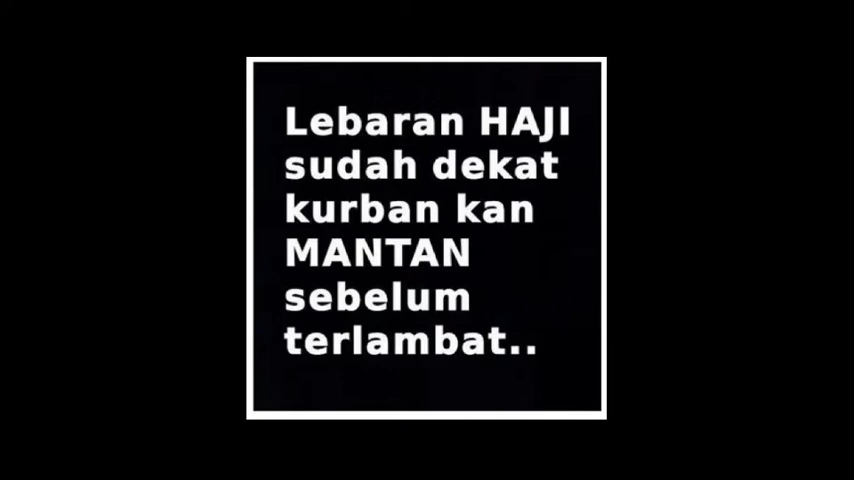 Lebaran HAJI
sudah dekat
kurban kan
MANTAN
sebelum
terlambat..